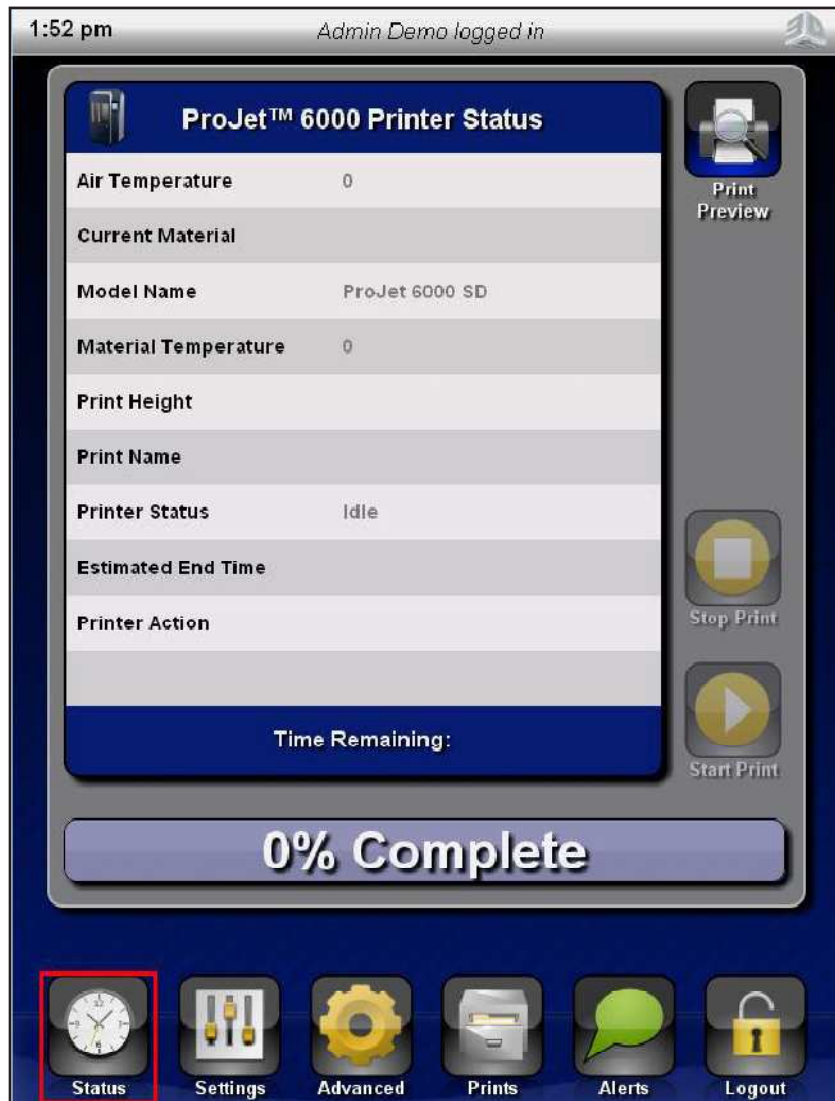 1:52 pm Admin Demo logged in
ProJet™ 6000 Printer Status
Air Temperature 0
Current Material
Model Name ProJet 6000 SD
Material Temperature 0
Print Height
Print Name
Printer Status Idle
Estimated End Time
Printer Action
Time Remaining:
Print
Preview
Stop Print
Start Print
0% Complete
Status Settings Advanced Prints Alerts Logout